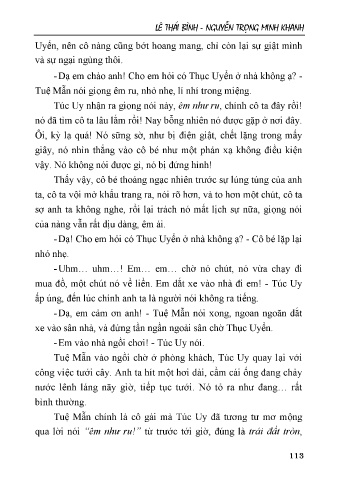 LÊ THÁI BÌNH - NGUYỄN TRỌNG MINH KHANH
Uyển, nên cô nàng cũng bớt hoang mang, chỉ còn lại sự giật mình
và sự ngại ngùng thôi.
- Dạ em chào anh! Cho em hỏi có Thục Uyển ở nhà không ạ? -
Tuệ Mẫn nói giọng êm ru, nhỏ nhẹ, lí nhí trong miệng.
Túc Uy nhận ra giọng nói này, êm như ru, chính cô ta đây rồi!
nó đã tìm cô ta lâu lắm rồi! Nay bỗng nhiên nó được gặp ở nơi đây.
Ôi, kỳ lạ quá! Nó sững sờ, như bị điện giật, chết lặng trong mấy
giây, nó nhìn thẳng vào cô bé như một phản xạ không điều kiện
vậy. Nó không nói được gì, nó bị đứng hình!
Thấy vậy, cô bé thoáng ngạc nhiên trước sự lúng túng của anh
ta, cô ta vội mở khẩu trang ra, nói rõ hơn, và to hơn một chút, cô ta
sợ anh ta không nghe, rồi lại trách nó mất lịch sự nữa, giọng nói
của nàng vẫn rất dịu dàng, êm ái.
- Dạ! Cho em hỏi có Thục Uyển ở nhà không ạ? - Cô bé lặp lại
nhỏ nhẹ.
- Uhm… uhm…! Em… em… chờ nó chút, nó vừa chạy đi
mua đồ, một chút nó về liền. Em dắt xe vào nhà đi em! - Túc Uy
ấp úng, đến lúc chính anh ta là người nói không ra tiếng.
- Dạ, em cám ơn anh! - Tuệ Mẫn nói xong, ngoan ngoãn dắt
xe vào sân nhà, và đứng tần ngần ngoài sân chờ Thục Uyển.
- Em vào nhà ngồi chơi! - Túc Uy nói.
Tuệ Mẫn vào ngồi chờ ở phòng khách, Túc Uy quay lại với
công việc tưới cây. Anh ta hít một hơi dài, cầm cái ống đang chảy
nước lênh láng nãy giờ, tiếp tục tưới. Nó tỏ ra như đang… rất
bình thường.
Tuệ Mẫn chính là cô gái mà Túc Uy đã tương tư mơ mộng
qua lời nói “êm như ru!” từ trước tới giờ, đúng là trái đất tròn,
113